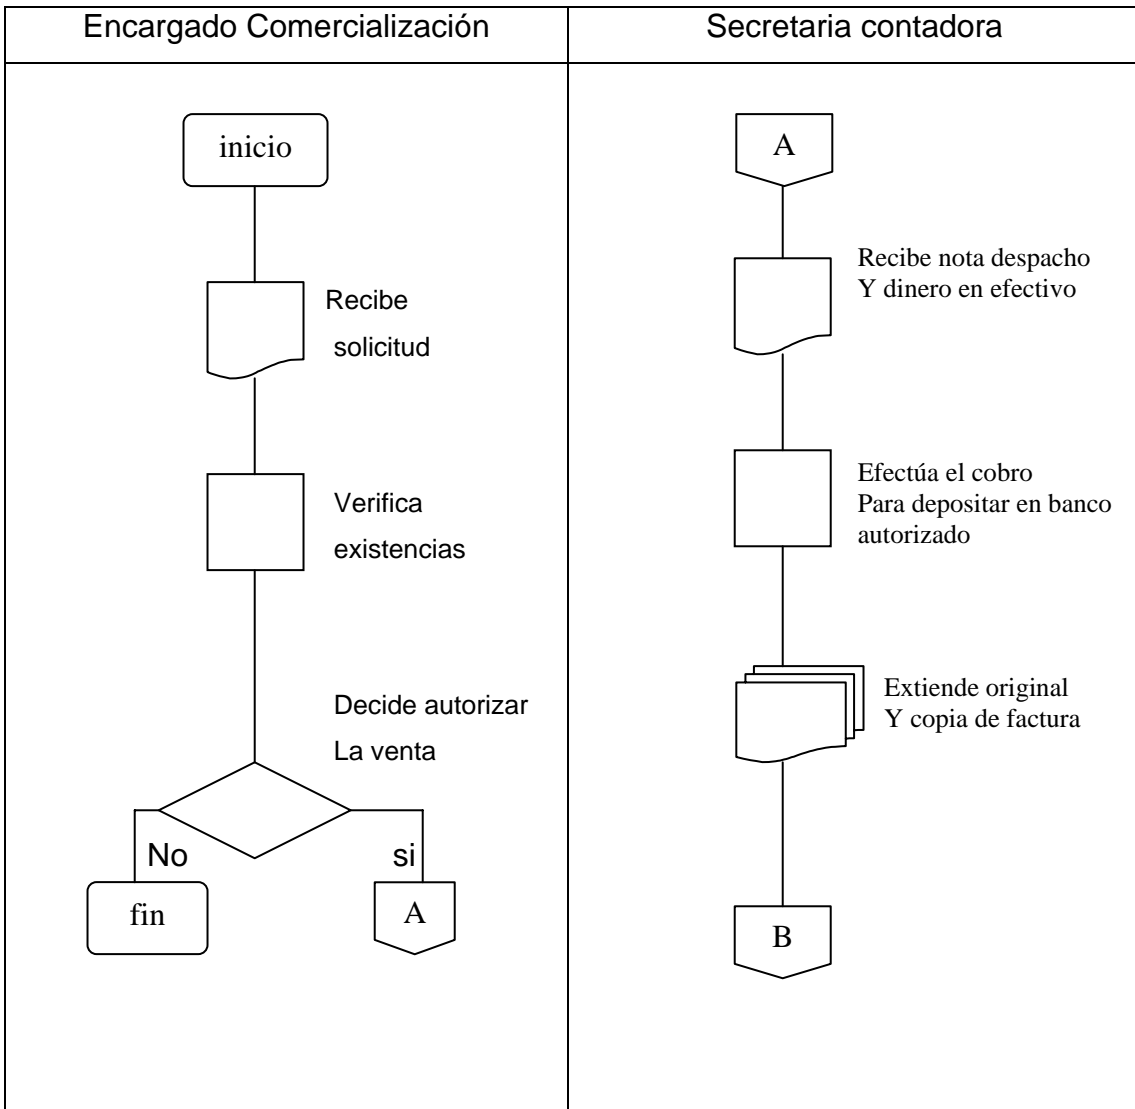 Encargado Comercialización
Secretaria contadora
inicio
Recibe
solicitud
Verifica
existencias
Decide autorizar
La venta
No
si
fin
A
A
Recibe nota despacho
Y dinero en efectivo
Efectúa el cobro
Para depositar en banco
autorizado
Extiende original
Y copia de factura
B